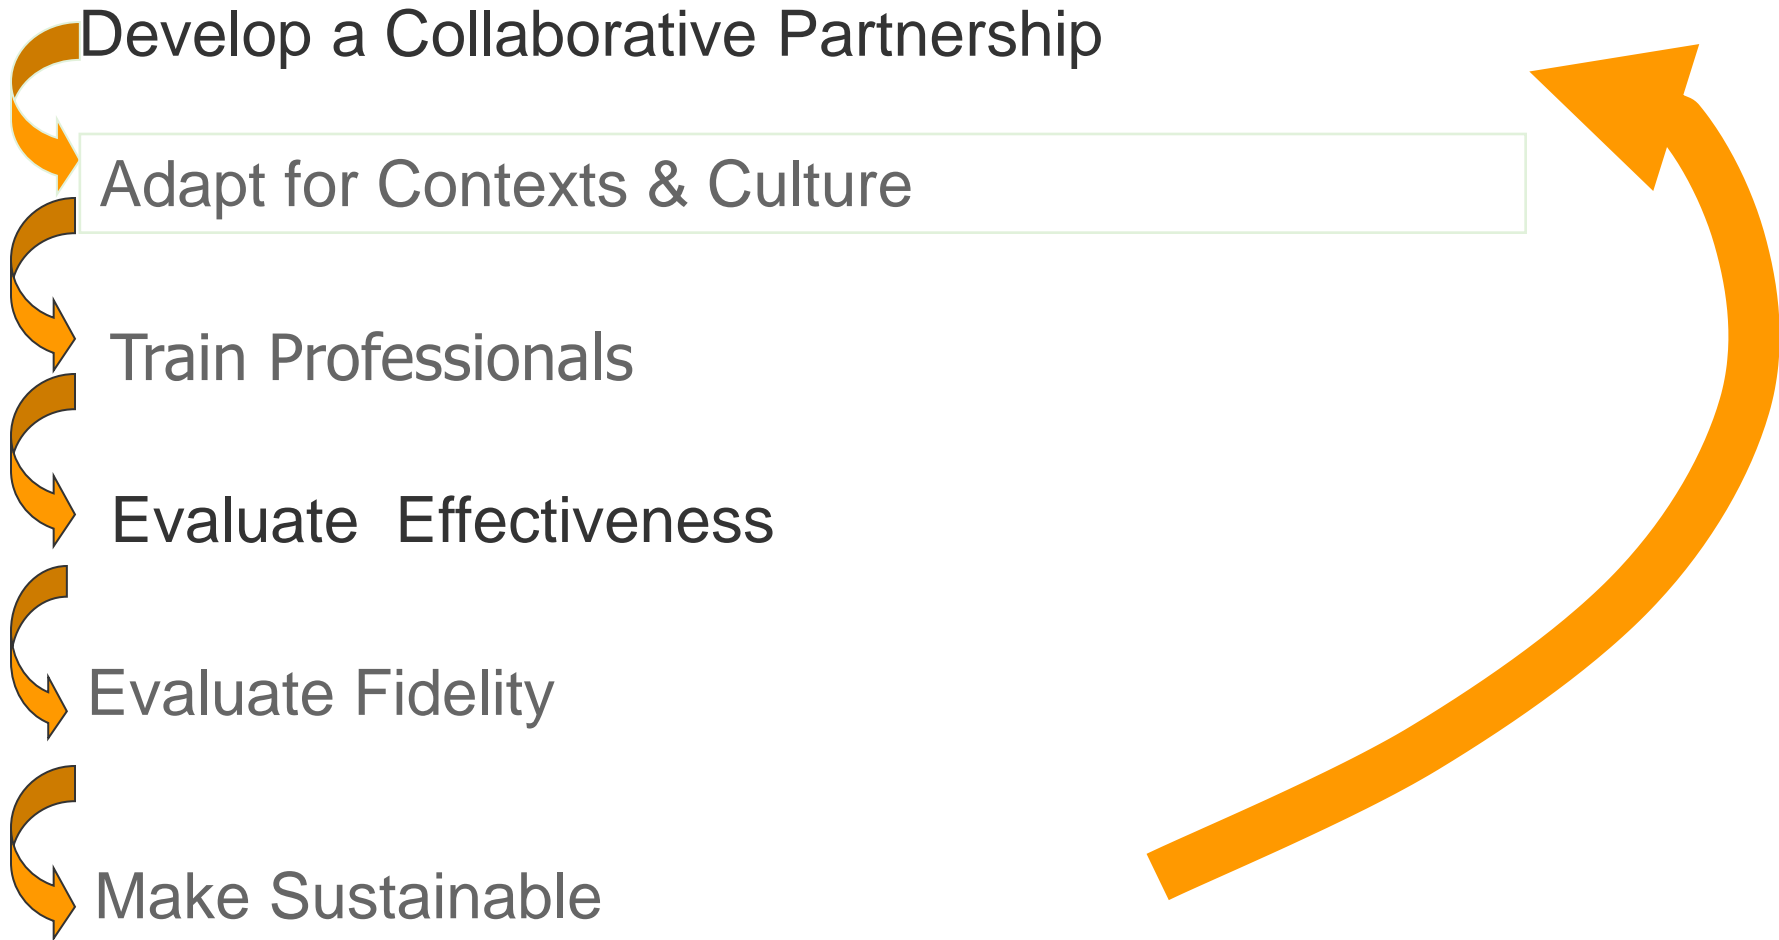 Develop a Collaborative Partnership
Adapt for Contexts & Culture
Train Professionals
Evaluate  Effectiveness
Evaluate Fidelity
Make Sustainable